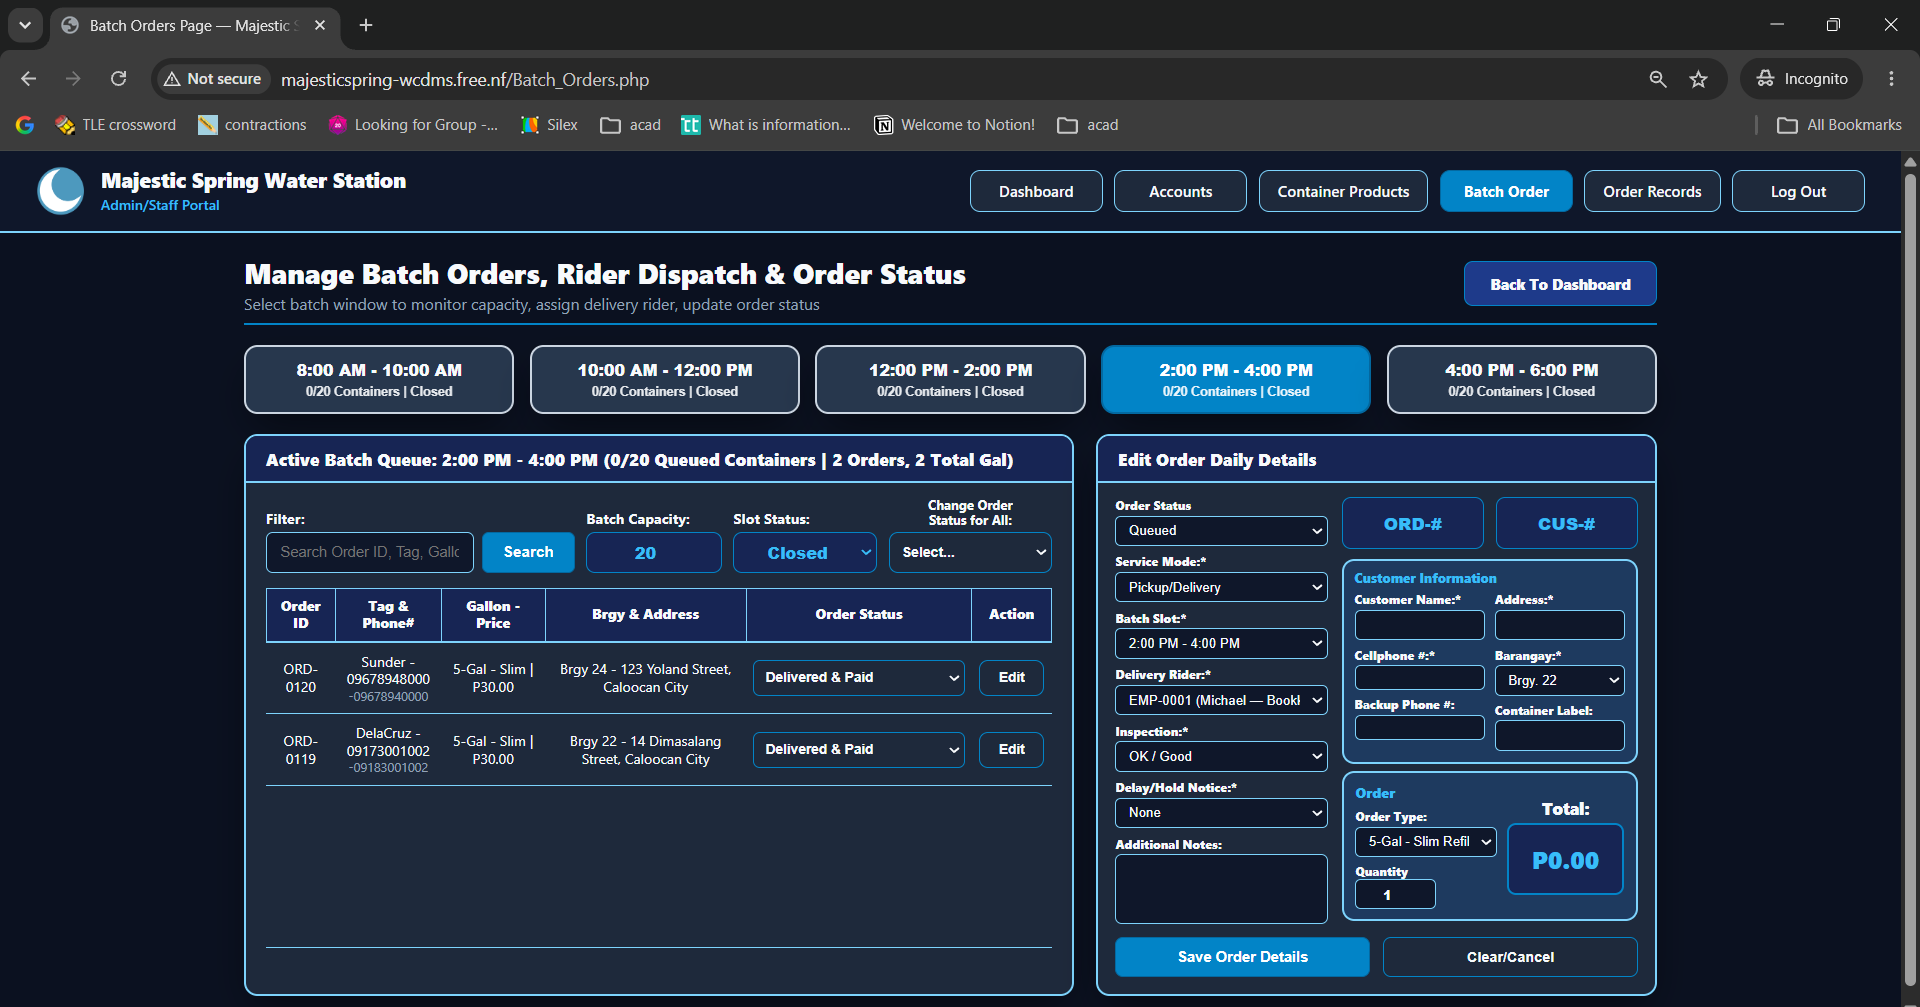 Batch Orders Page — Majestic S
Not secure
majesticspring-wcdms.free.nf/Batch_Orders.php
Incognito
TLE crossword
contractions
Looking for Group -...
Silex
acad
What is information...
Welcome to Notion!
acad
All Bookmarks
Majestic Spring Water Station
Admin/Staff Portal
Dashboard
Accounts
Container Products
Batch Order
Order Records
Log Out
Manage Batch Orders, Rider Dispatch & Order Status
Select batch window to monitor capacity, assign delivery rider, update order status
Back To Dashboard
8:00 AM - 10:00 AM
0/20 Containers | Closed
10:00 AM - 12:00 PM
0/20 Containers | Closed
12:00 PM - 2:00 PM
0/20 Containers | Closed
2:00 PM - 4:00 PM
0/20 Containers | Closed
4:00 PM - 6:00 PM
0/20 Containers | Closed
Active Batch Queue: 2:00 PM - 4:00 PM (0/20 Queued Containers | 2 Orders, 2 Total Gal)
Filter:
Search Order ID, Tag, Gallc
Search
Batch Capacity:
20
Slot Status:
Closed
Change Order
Status for All:
Select...
Order
ID
Tag &
Phone#
Gallon -
Price
Brgy & Address
Order Status
Action
ORD-
0120
Sunder -
09678948000
-09678940000
5-Gal - Slim |
P30.00
Brgy 24 - 123 Yoland Street,
Caloocan City
Delivered & Paid
Edit
ORD-
0119
DelaCruz -
09173001002
-09183001002
5-Gal - Slim |
P30.00
Brgy 22 - 14 Dimasalang
Street, Caloocan City
Delivered & Paid
Edit
Edit Order Daily Details
Order Status
Queued
Service Mode:*
Pickup/Delivery
Batch Slot:*
2:00 PM - 4:00 PM
Delivery Rider:*
EMP-0001 (Michael — Bookl
Inspection:*
OK / Good
Delay/Hold Notice:*
None
Additional Notes:
ORD-#
CUS-#
Customer Information
Customer Name:*
Address:*
Cellphone #:*
Barangay:*
Brgy. 22
Backup Phone #:
Container Label:
Order
Order Type:
5-Gal - Slim Refil
Quantity
1
Total:
P0.00
Save Order Details
Clear/Cancel